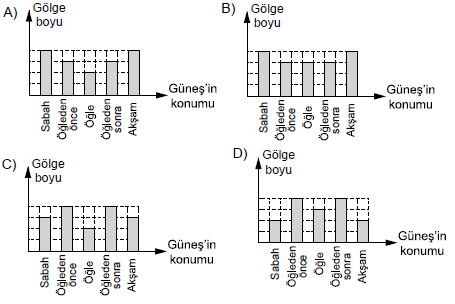 A)
Gölge
boyu
Güneş'in
konumu
Sabah
Öğleden
önce
Öğle
Öğleden
sonra
Akşam
B)
Gölge
boyu
Güneş'in
konumu
Sabah
Öğleden
önce
Öğle
Öğleden
sonra
Akşam
C)
Gölge
boyu
Güneş'in
konumu
Sabah
Öğleden
önce
Öğle
Öğleden
sonra
Akşam
D)
Gölge
boyu
Güneş'in
konumu
Sabah
Öğleden
önce
Öğle
Öğleden
sonra
Akşam